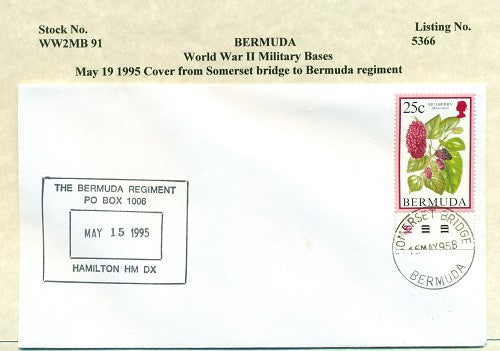 Stock No.
WW2MB 91
BERMUDA
Listing No.
5366
World War II Military Bases
May 19 1995 Cover from Somerset bridge to Bermuda regiment
25c
MULBERRY
BERMUDA
THE BERMUDA REGIMENT
PO BOX 1006
MAY 15 1995
HAMILTON HM DX
SOMERSET BRIDGE
15MAY95B
BERMUDA